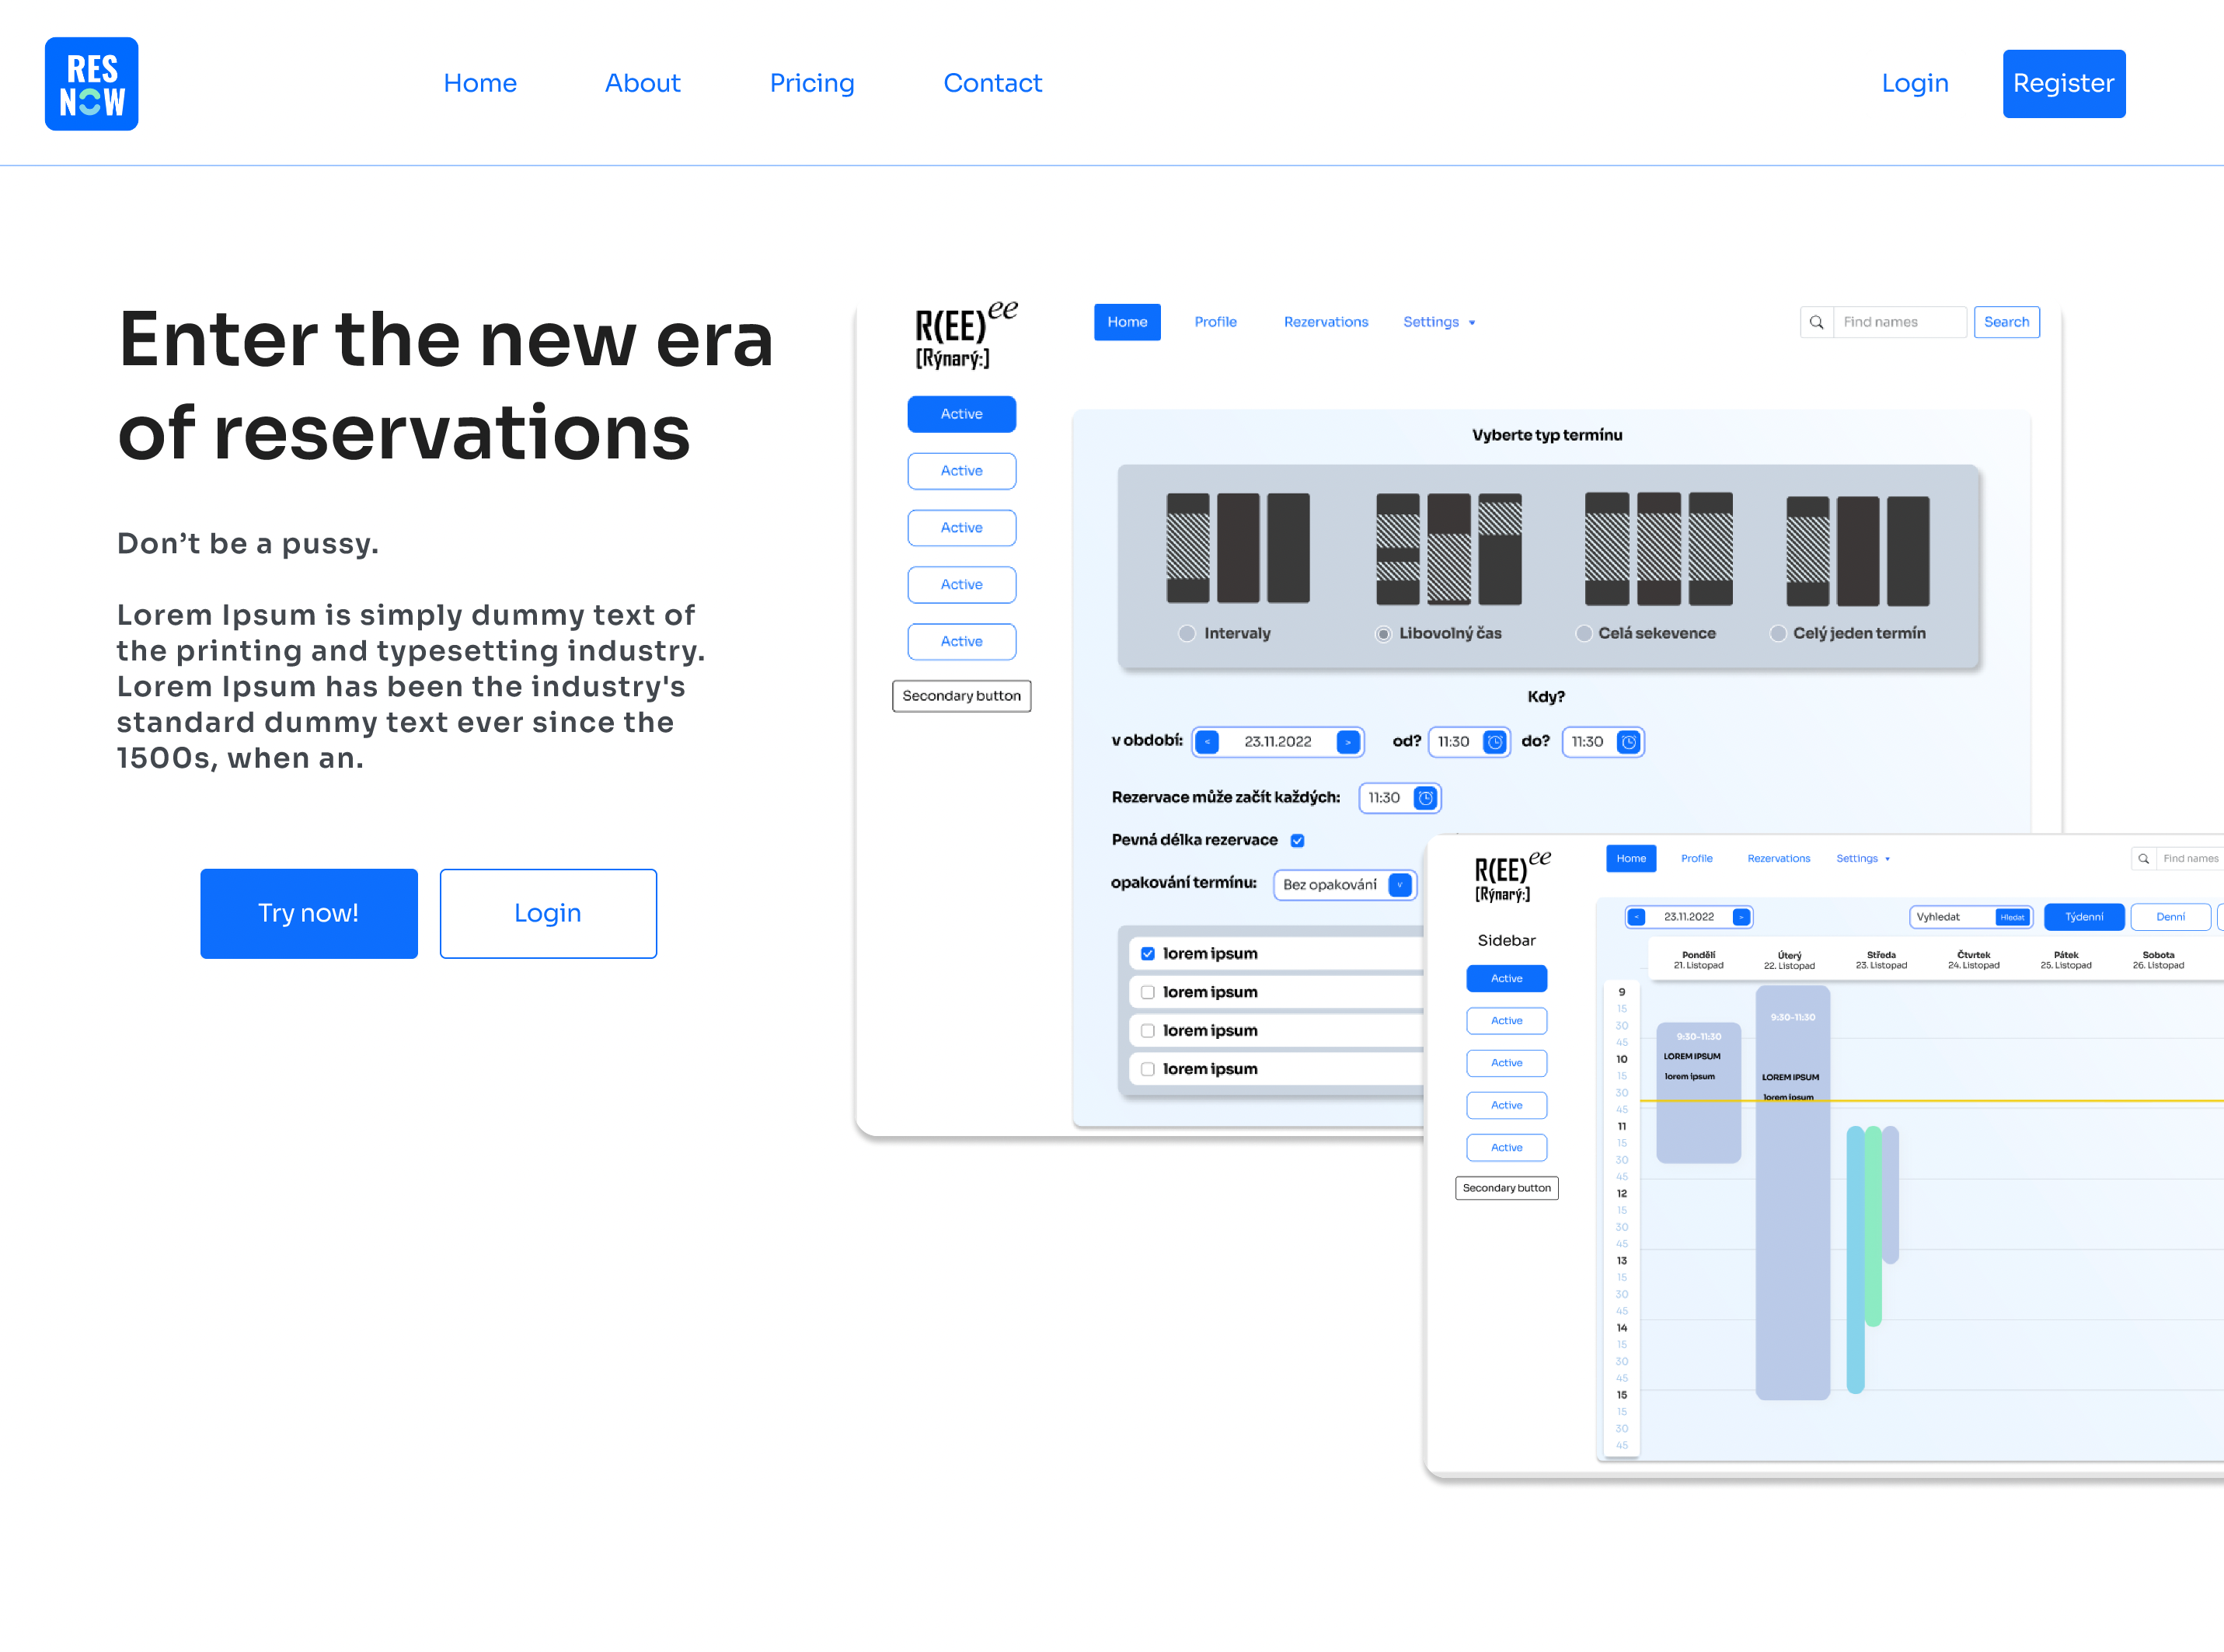 RES
NOW
Home
About
Pricing
Contact
Login
Register
Enter the new era
of reservations
Don’t be a pussy.
Lorem Ipsum is simply dummy text of
the printing and typesetting industry.
Lorem Ipsum has been the industry's
standard dummy text ever since the
1500s, when an.
Try now!
Login
R(EE)ee
[Rýnarý:]
Home
Profile
Rezervations
Settings
Find names
Search
Active
Active
Active
Active
Active
Secondary button
Vyberte typ termínu
Intervaly
Libovolný čas
Celá sekevence
Celý jeden termín
Kdy?
v období:
<
23.11.2022
>
od?
11:30
do?
11:30
Rezervace může začít každých:
11:30
Pevná délka rezervace
opakování termínu:
Bez opakování
v
lorem ipsum
lorem ipsum
lorem ipsum
lorem ipsum
R(EE)ee
[Rýnarý:]
Home
Profile
Rezervations
Settings
Find names
Sidebar
Active
Active
Active
Active
Active
Secondary button
<
23.11.2022
>
Vyhledat
Hledat
Týdenní
Denní
Pondělí
21. Listopad
Úterý
22. Listopad
Středa
23. Listopad
Čtvrtek
24. Listopad
Pátek
25. Listopad
Sobota
26. Listopad
9
15
30
45
10
15
30
45
11
15
30
45
12
15
30
45
13
15
30
45
14
15
30
45
15
15
30
45
9:30-11:30
LOREM IPSUM
lorem ipsum
9:30-11:30
LOREM IPSUM
lorem ipsum